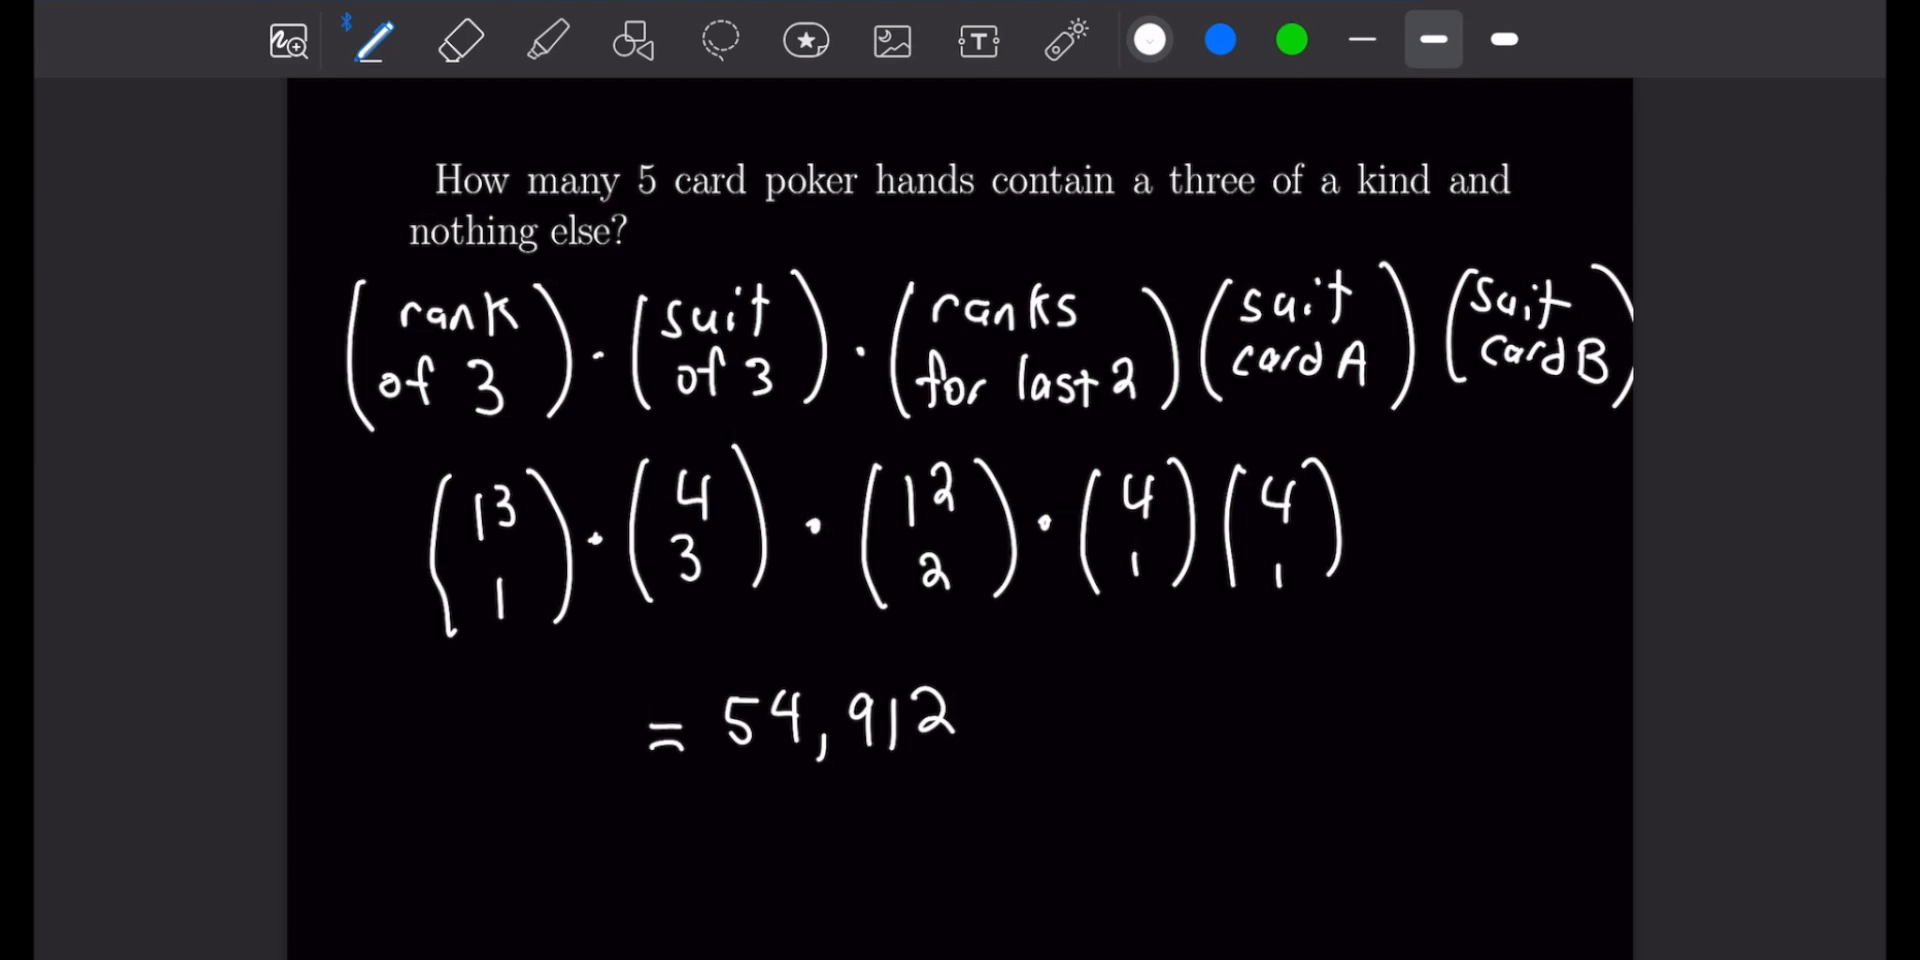 How many 5 card poker hands contain a three of a kind and
nothing else?
(rank of 3) · (suit of 3) · (ranks for last 2) (suit card A) (suit card B)
(13 1) · (4 3) · (12 2) · (4 1) (4 1)
= 54,912